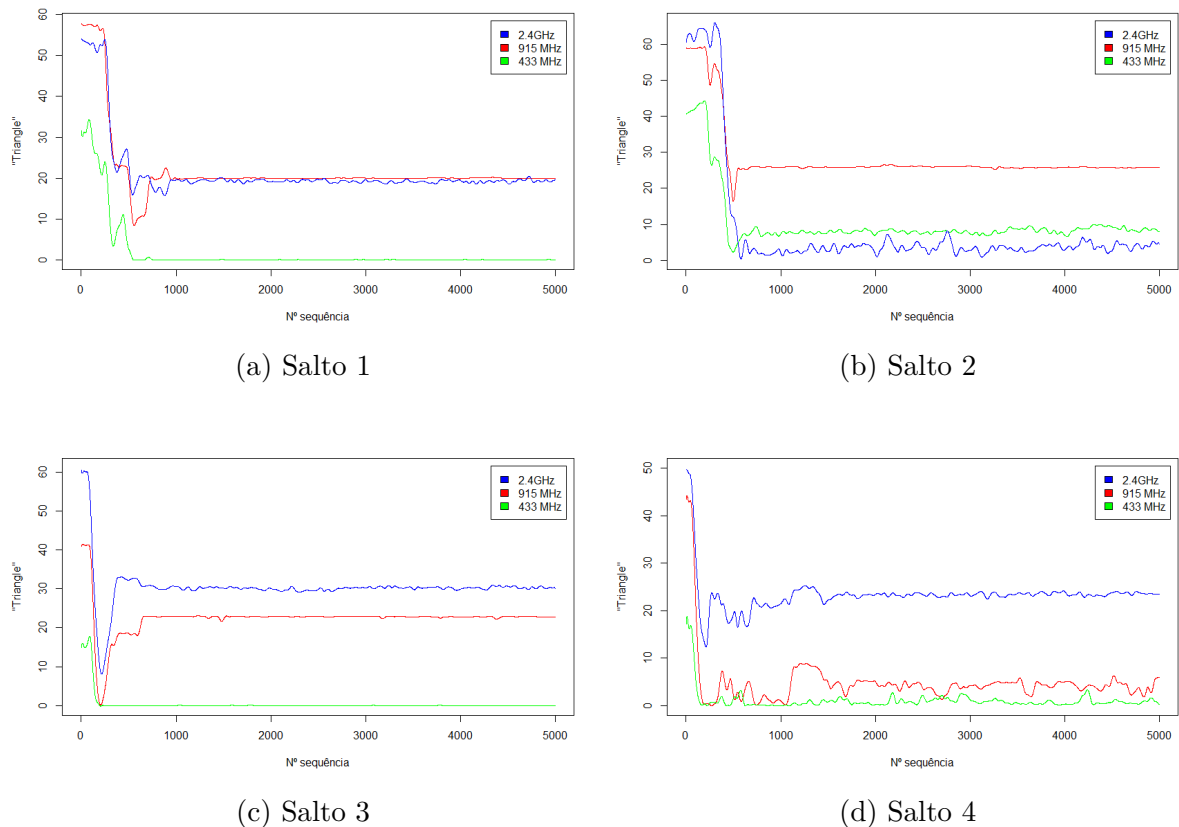 60
50
40
30
20
10
0
"Triangle"
2.4GHz
915 MHz
433 MHz
0 1000 2000 3000 4000 5000
Nº sequência
(a) Salto 1
60
50
40
30
20
10
0
"Triangle"
2.4GHz
915 MHz
433 MHz
0 1000 2000 3000 4000 5000
Nº sequência
(b) Salto 2
60
50
40
30
20
10
0
"Triangle"
2.4GHz
915 MHz
433 MHz
0 1000 2000 3000 4000 5000
Nº sequência
(c) Salto 3
50
40
30
20
10
0
"Triangle"
2.4GHz
915 MHz
433 MHz
0 1000 2000 3000 4000 5000
Nº sequência
(d) Salto 4